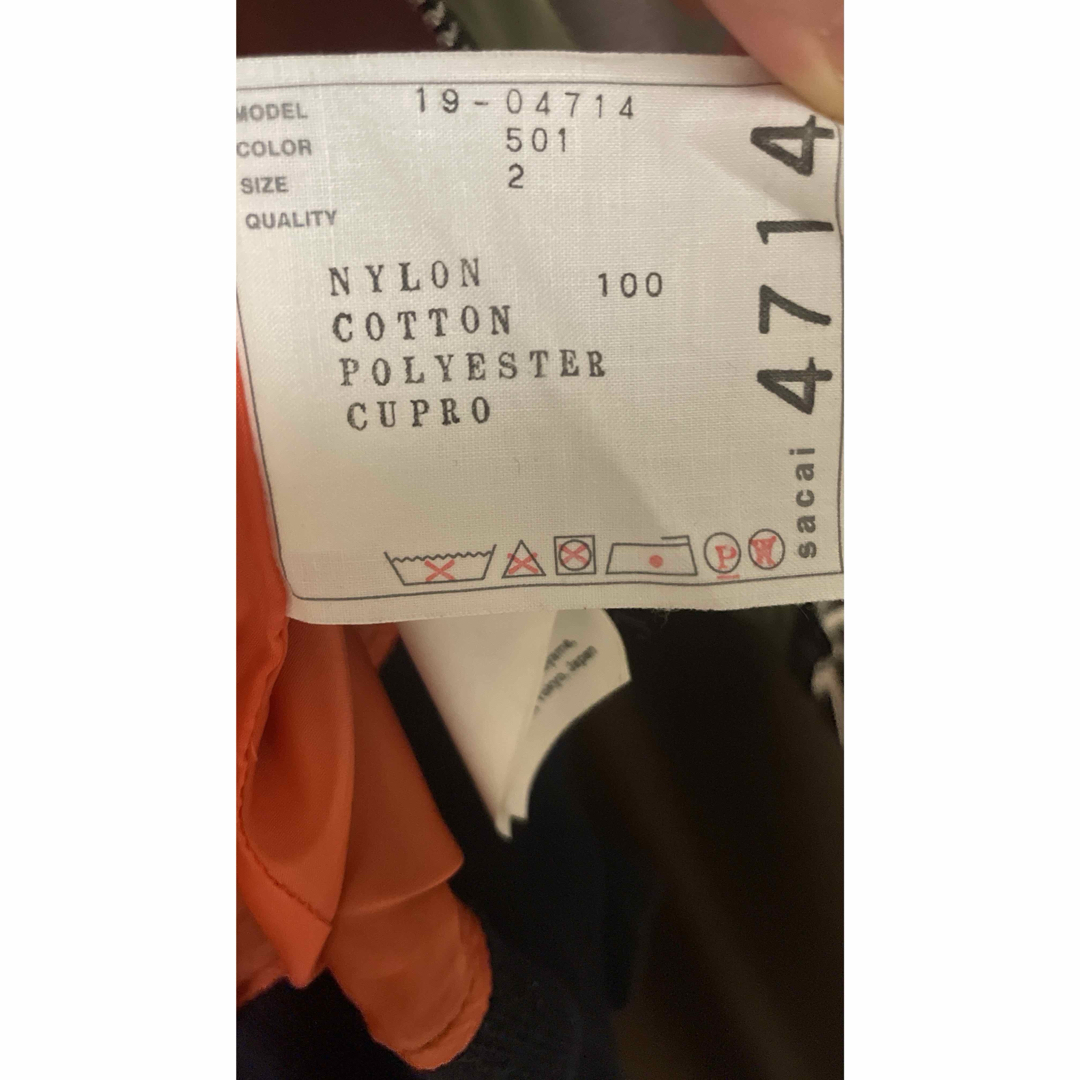 MODEL 19-04714
COLOR 501
SIZE 2
QUALITY
NYLON 100
COTTON
POLYESTER
CUPRO
sacai 4714
P W
Tokyo, Japan